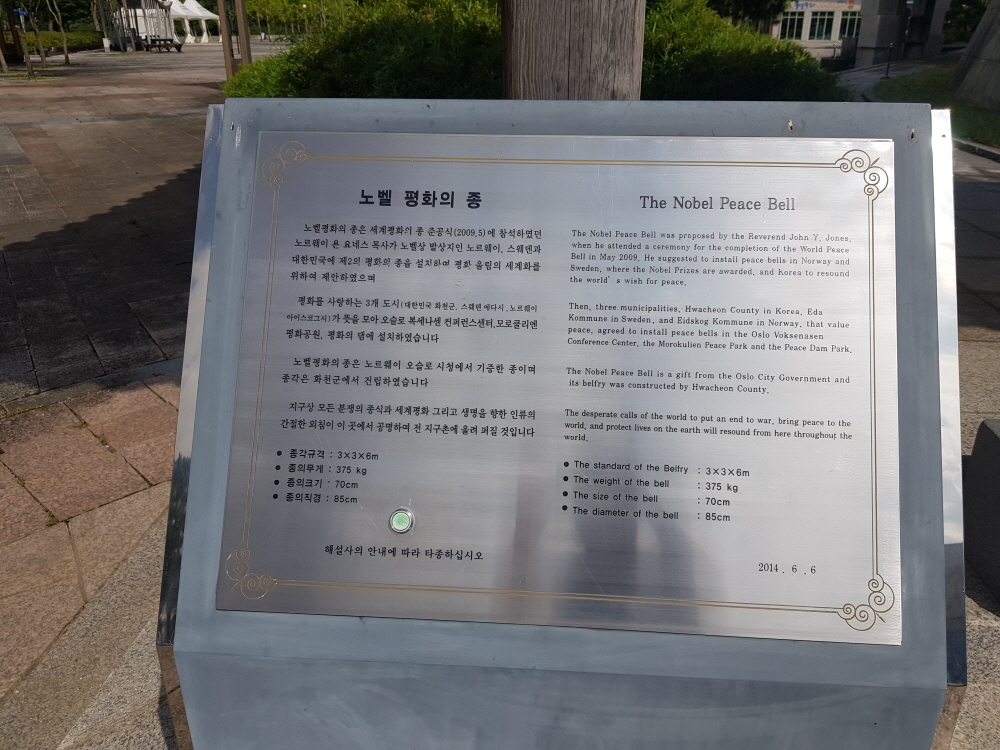 노벨 평화의 종
노벨평화의 종은 세계평화의 종 준공식(2009.5)에 참석하였던
노르웨이 욘 요네스 목사가 노벨상 발상지인 노르웨이, 스웨덴과
대한민국에 제2의 평화의 종을 설치하여 평화 울림의 세계화를
위하여 제안하였으며
평화를 사랑하는 3개 도시(대한민국 화천군, 스웨덴 에다시, 노르웨이
아이스코그시)가 뜻을 모아 오슬로 복세나센 컨퍼런스센터,모로쿨리엔
평화공원, 평화의 댐에 설치하였습니다
노벨평화의 종은 노르웨이 오슬로 시청에서 기증한 종이며
종각은 화천군에서 건립하였습니다
지구상 모든 분쟁의 종식과 세계평화 그리고 생명을 향한 인류의
간절한 외침이 이 곳에서 공명하여 전 지구촌에 울려 퍼질 것입니다
• 종각규격 : 3×3×6m
• 종의무게 : 375 kg
• 종의크기 : 70cm
• 종의직경 : 85cm
해설사의 안내에 따라 타종하십시오
The Nobel Peace Bell
The Nobel Peace Bell was proposed by the Reverend John Y. Jones,
when he attended a ceremony for the completion of the World Peace
Bell in May 2009. He suggested to install peace bells in Norway and
Sweden, where the Nobel Prizes are awarded, and Korea to resound
the world's wish for peace.
Then, three municipalities, Hwacheon County in Korea, Eda
Kommune in Sweden, and Eidskog Kommune in Norway, that value
peace, agreed to install peace bells in the Oslo Voksenasen
Conference Center, the Morokulien Peace Park and the Peace Dam Park.
The Nobel Peace Bell is a gift from the Oslo City Government and
its belfry was constructed by Hwacheon County.
The desperate calls of the world to put an end to war, bring peace to the
world, and protect lives on the earth will resound from here throughout the
world.
• The standard of the Belfry : 3×3×6m
• The weight of the bell : 375 kg
• The size of the bell : 70cm
• The diameter of the bell : 85cm
2014 . 6 . 6